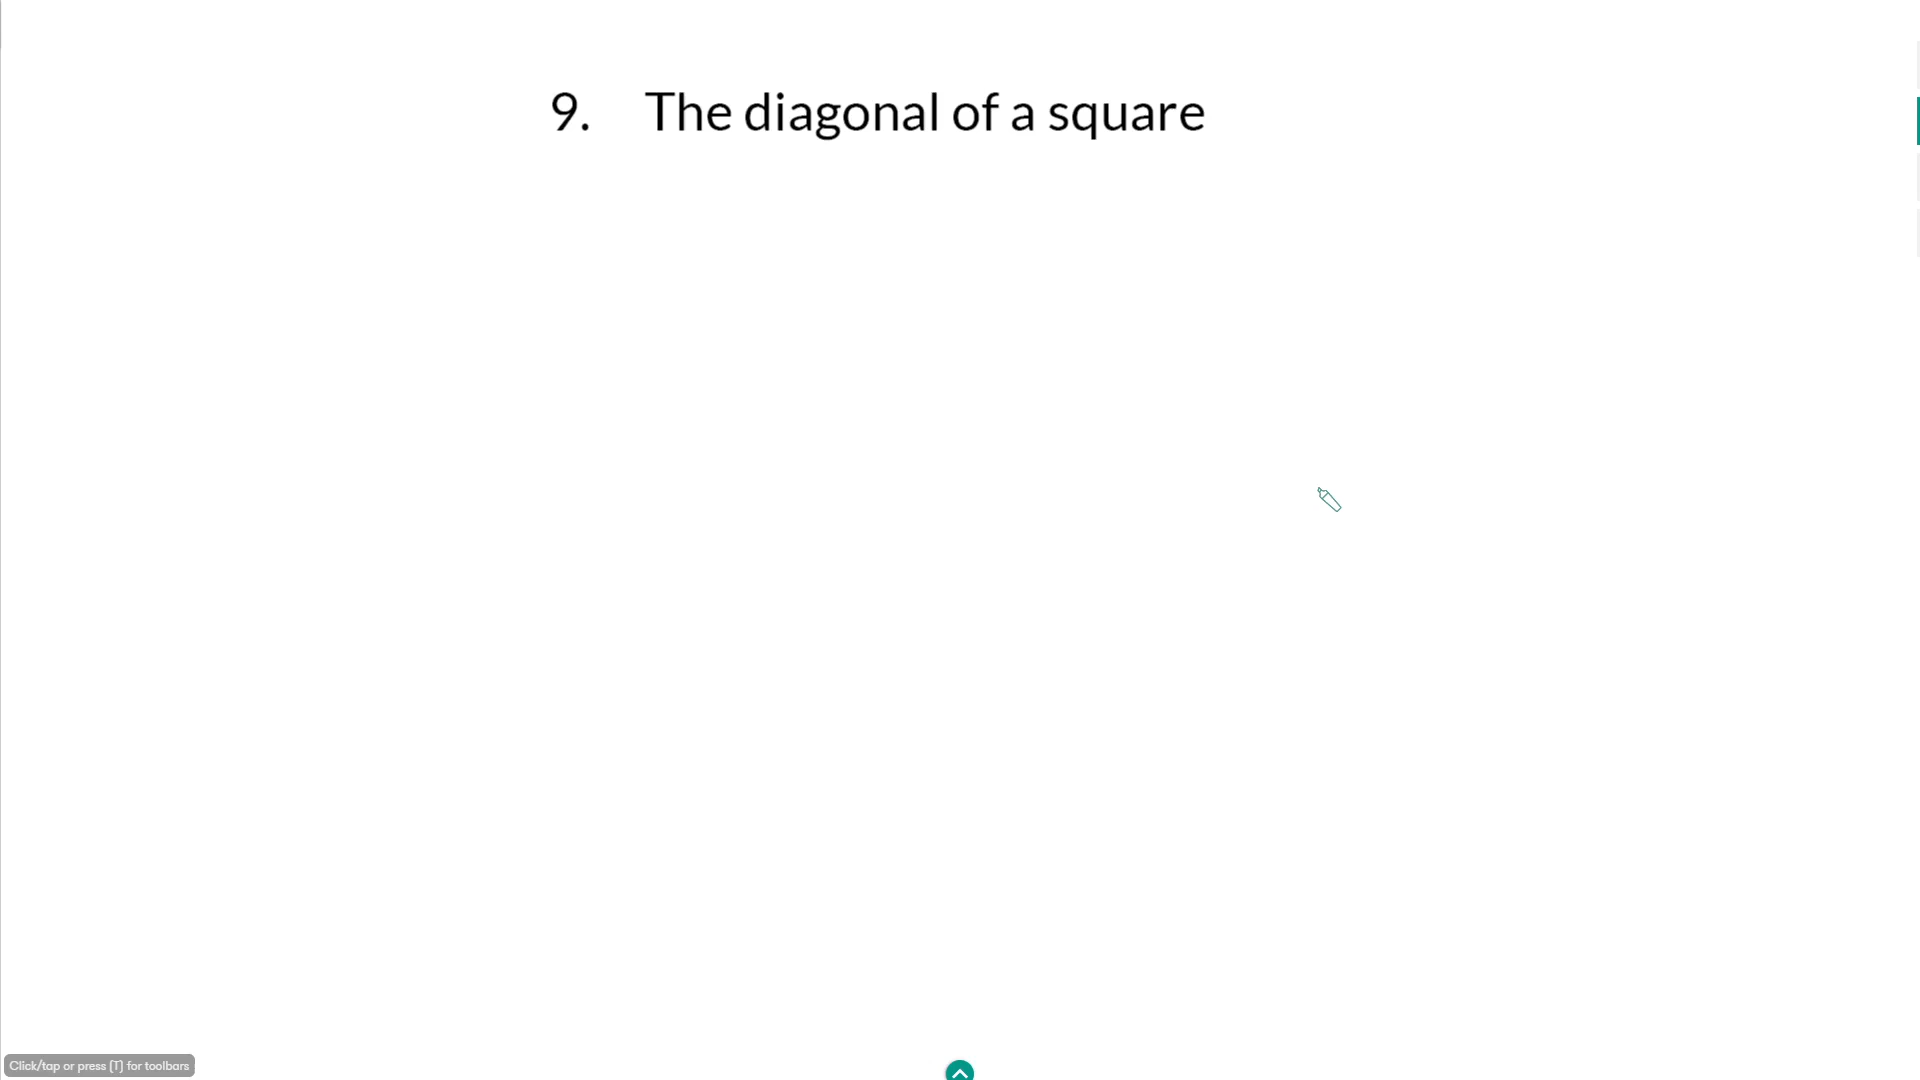 9. The diagonal of a square
Click/tap or press (T) for toolbars